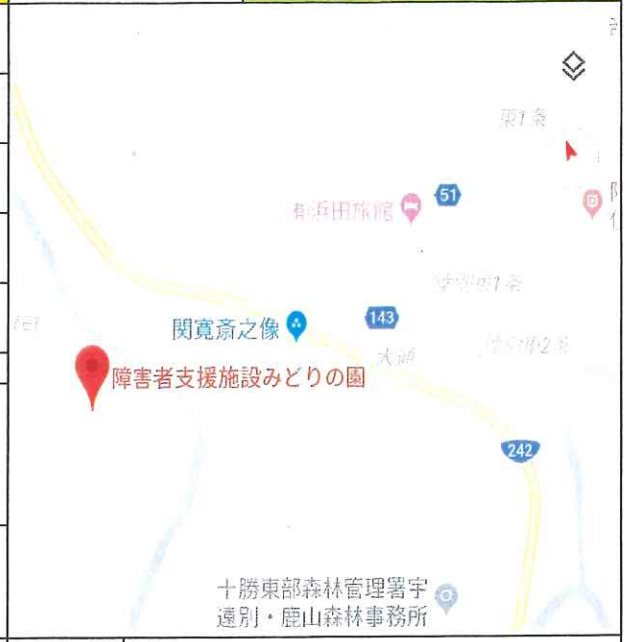 東1条
51
㈲浜田旅館
143
関寛斎之像
大通
障害者支援施設みどりの園
242
十勝東部森林管理署宇
遠別・鹿山森林事務所